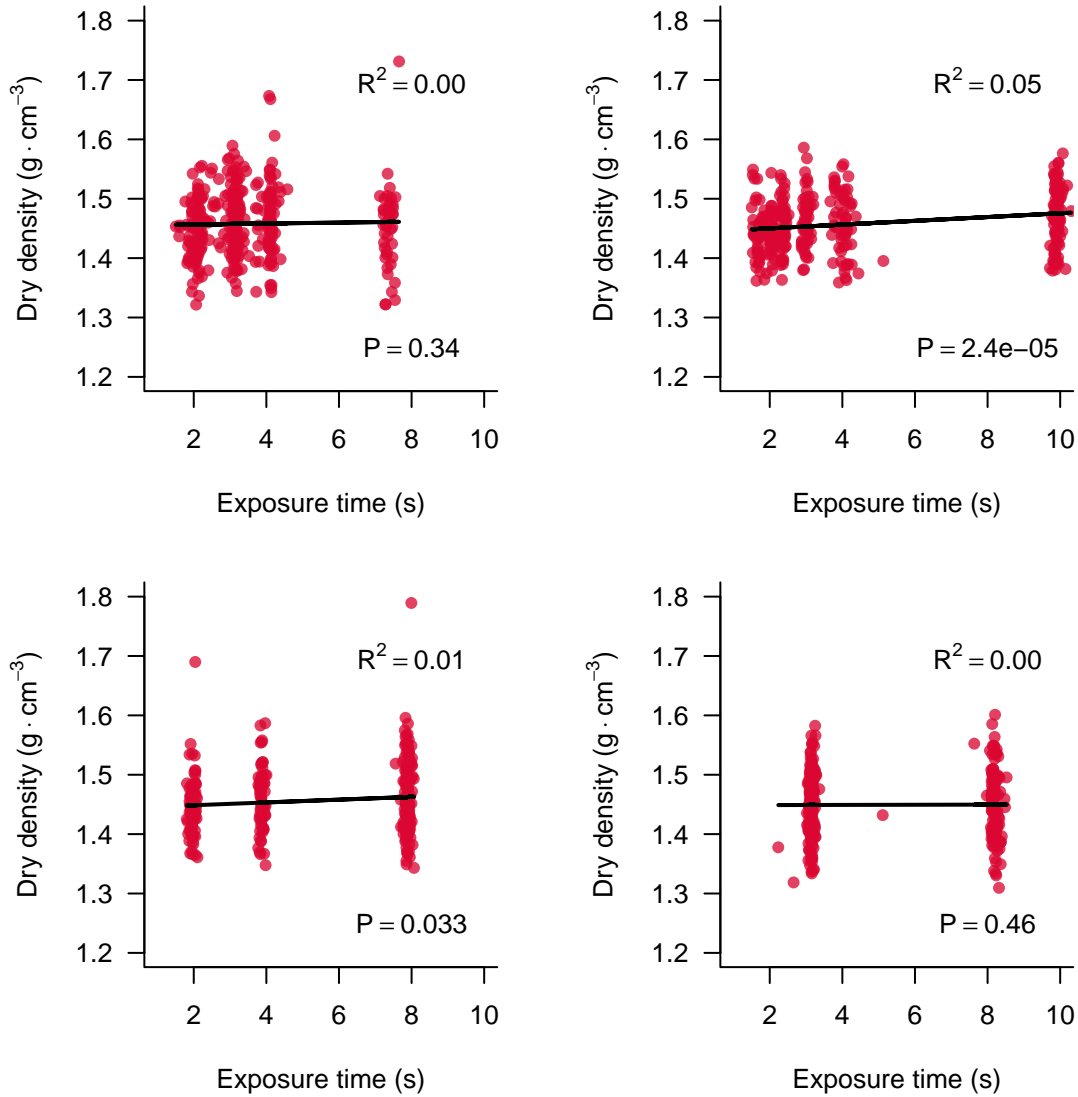 1.8
1.7
1.6
1.5
1.4
1.3
1.2
Dry density (g · cm⁻³)
R² = 0.00
P = 0.34
2 4 6 8 10
Exposure time (s)
1.8
1.7
1.6
1.5
1.4
1.3
1.2
Dry density (g · cm⁻³)
R² = 0.05
P = 2.4e−05
2 4 6 8 10
Exposure time (s)
1.8
1.7
1.6
1.5
1.4
1.3
1.2
Dry density (g · cm⁻³)
R² = 0.01
P = 0.033
2 4 6 8 10
Exposure time (s)
1.8
1.7
1.6
1.5
1.4
1.3
1.2
Dry density (g · cm⁻³)
R² = 0.00
P = 0.46
2 4 6 8 10
Exposure time (s)